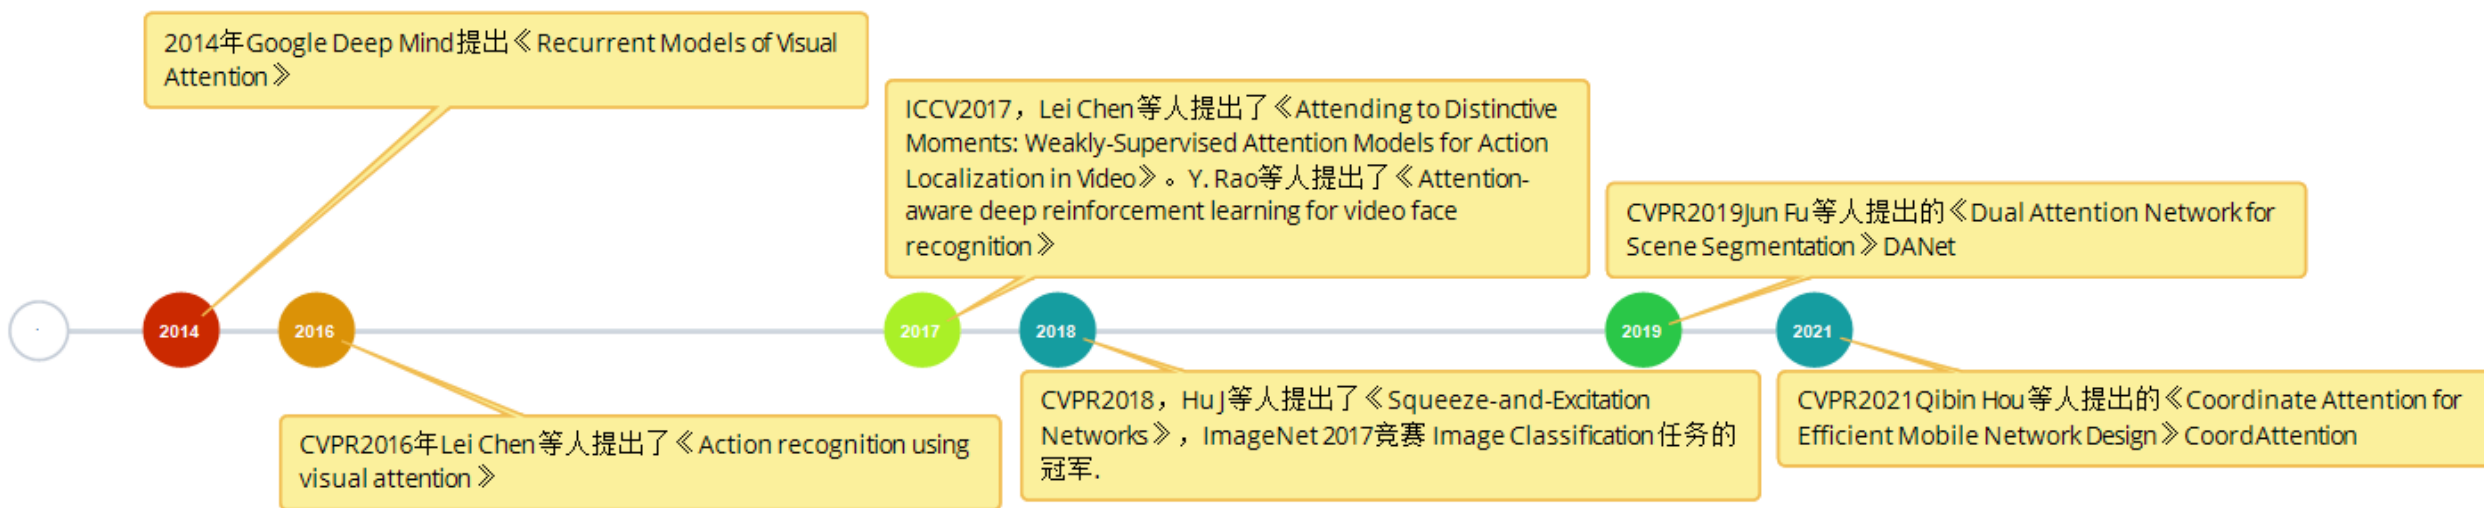 2014年Google Deep Mind提出《Recurrent Models of Visual
Attention》
ICCV2017，Lei Chen等人提出了《Attending to Distinctive
Moments: Weakly-Supervised Attention Models for Action
Localization in Video》。Y. Rao等人提出了《Attention-
aware deep reinforcement learning for video face
recognition》
CVPR2019Jun Fu等人提出的《Dual Attention Network for
Scene Segmentation》DANet
2014
2016
2017
2018
2019
2021
CVPR2016年Lei Chen等人提出了《Action recognition using
visual attention》
CVPR2018，Hu J等人提出了《Squeeze-and-Excitation
Networks》，ImageNet 2017竞赛 Image Classification任务的
冠军.
CVPR2021Qibin Hou等人提出的《Coordinate Attention for
Efficient Mobile Network Design》CoordAttention